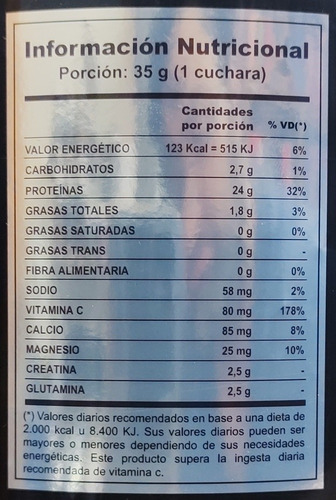 Información Nutricional
Porción: 35 g (1 cuchara)
Cantidades
por porción % VD(*)
VALOR ENERGÉTICO 123 Kcal = 515 KJ 6%
CARBOHIDRATOS 2,7 g 1%
PROTEÍNAS 24 g 32%
GRASAS TOTALES 1,8 g 3%
GRASAS SATURADAS 0 g 0%
GRASAS TRANS 0 g -
FIBRA ALIMENTARIA 0 g 0%
SODIO 58 mg 2%
VITAMINA C 80 mg 178%
CALCIO 85 mg 8%
MAGNESIO 25 mg 10%
CREATINA 2,5 g -
GLUTAMINA 2,5 g -
(*) Valores diarios recomendados en base a una dieta de
2.000 kcal u 8.400 KJ. Sus valores diarios pueden ser
mayores o menores dependiendo de sus necesidades
energéticas. Este producto supera la ingesta diaria
recomendada de vitamina c.